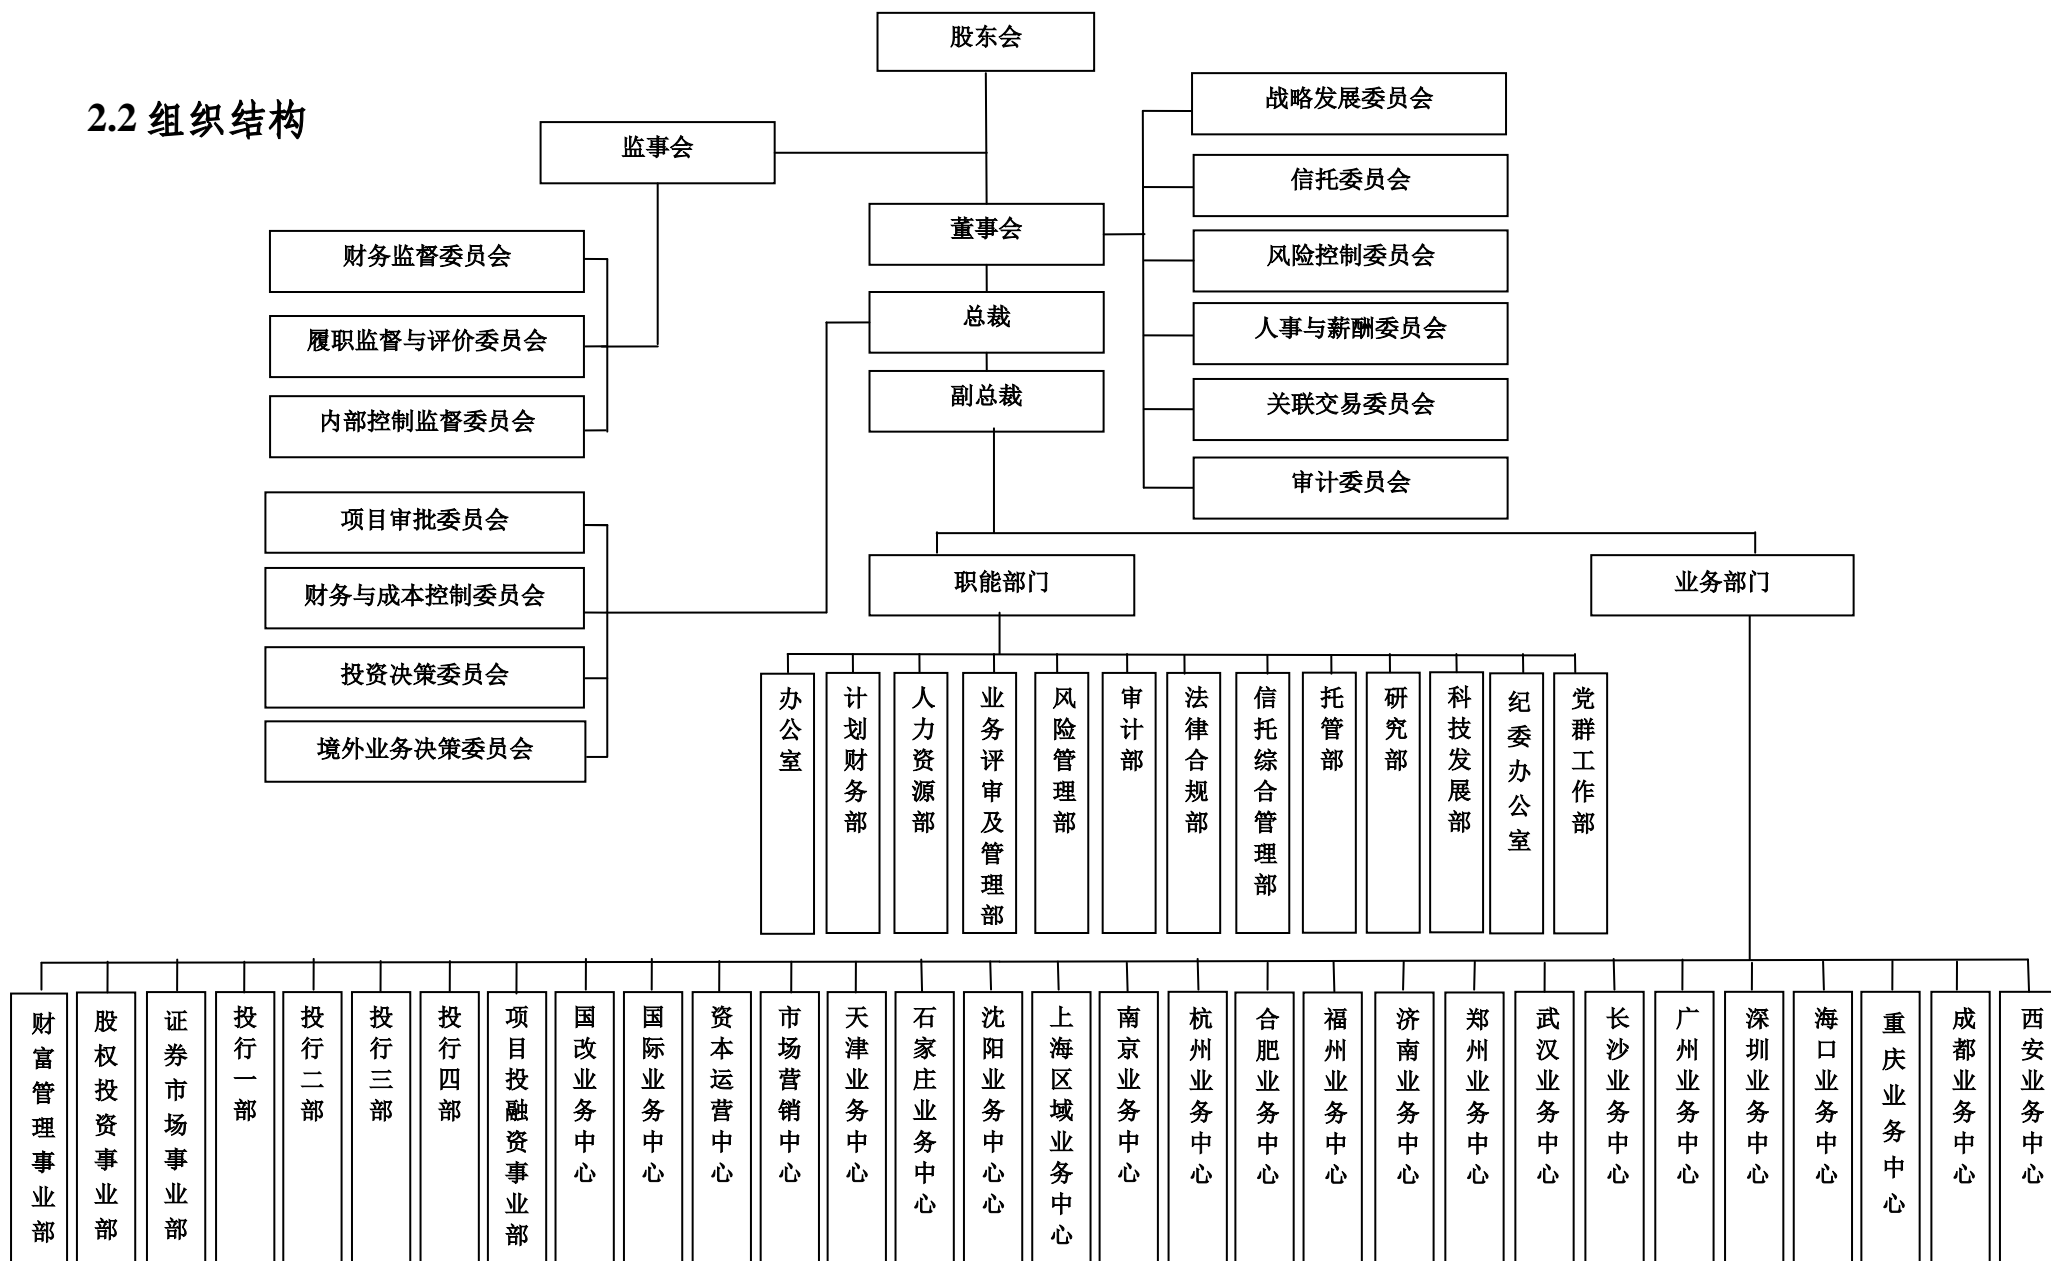 股东会
战略发展委员会
2.2 组织结构
监事会
信托委员会
董事会
财务监督委员会
风险控制委员会
总裁
履职监督与评价委员会
人事与薪酬委员会
副总裁
内部控制监督委员会
关联交易委员会
审计委员会
项目审批委员会
职能部门
业务部门
财务与成本控制委员会
投资决策委员会
境外业务决策委员会
办公室
计划财务部
人力资源部
业务评审及管理部
风险管理部
审计部
法律合规部
信托综合管理部
托管部
研究部
科技发展部
纪委办公室
党群工作部
财富管理事业部
股权投资事业部
证券市场事业部
投行一部
投行二部
投行三部
投行四部
项目投融资事业部
国改业务中心
国际业务中心
资本运营中心
市场营销中心
天津业务中心
石家庄业务中心
沈阳业务中心心
上海区域业务中心
南京业务中心
杭州业务中心
合肥业务中心
福州业务中心
济南业务中心
郑州业务中心
武汉业务中心
长沙业务中心
广州业务中心
深圳业务中心
海口业务中心
重庆业务中心
成都业务中心
西安业务中心